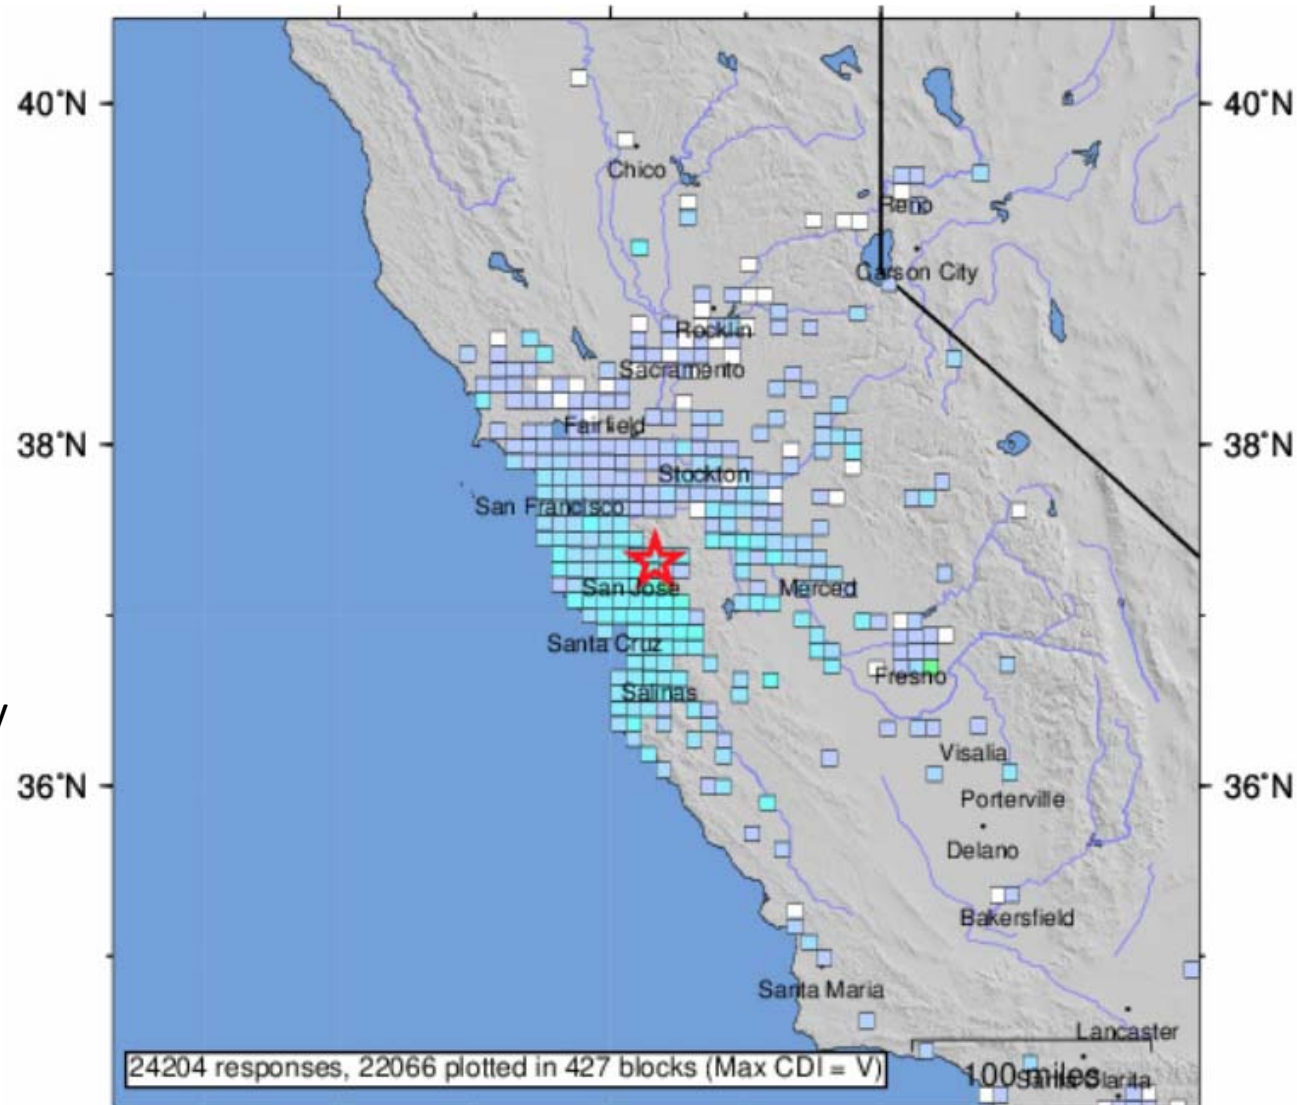 40°N
40°N
Chico
Reno
Carson City
Rocklin
Sacramento
Fairfield
38°N
38°N
Stockton
San Francisco
San Jose
Merced
Santa Cruz
Fresno
Salinas
y
Visalia
36°N
36°N
Porterville
Delano
Bakersfield
Santa Maria
Lancaster
24204 responses, 22066 plotted in 427 blocks (Max CDI = V)
100 miles
Santa Clarita